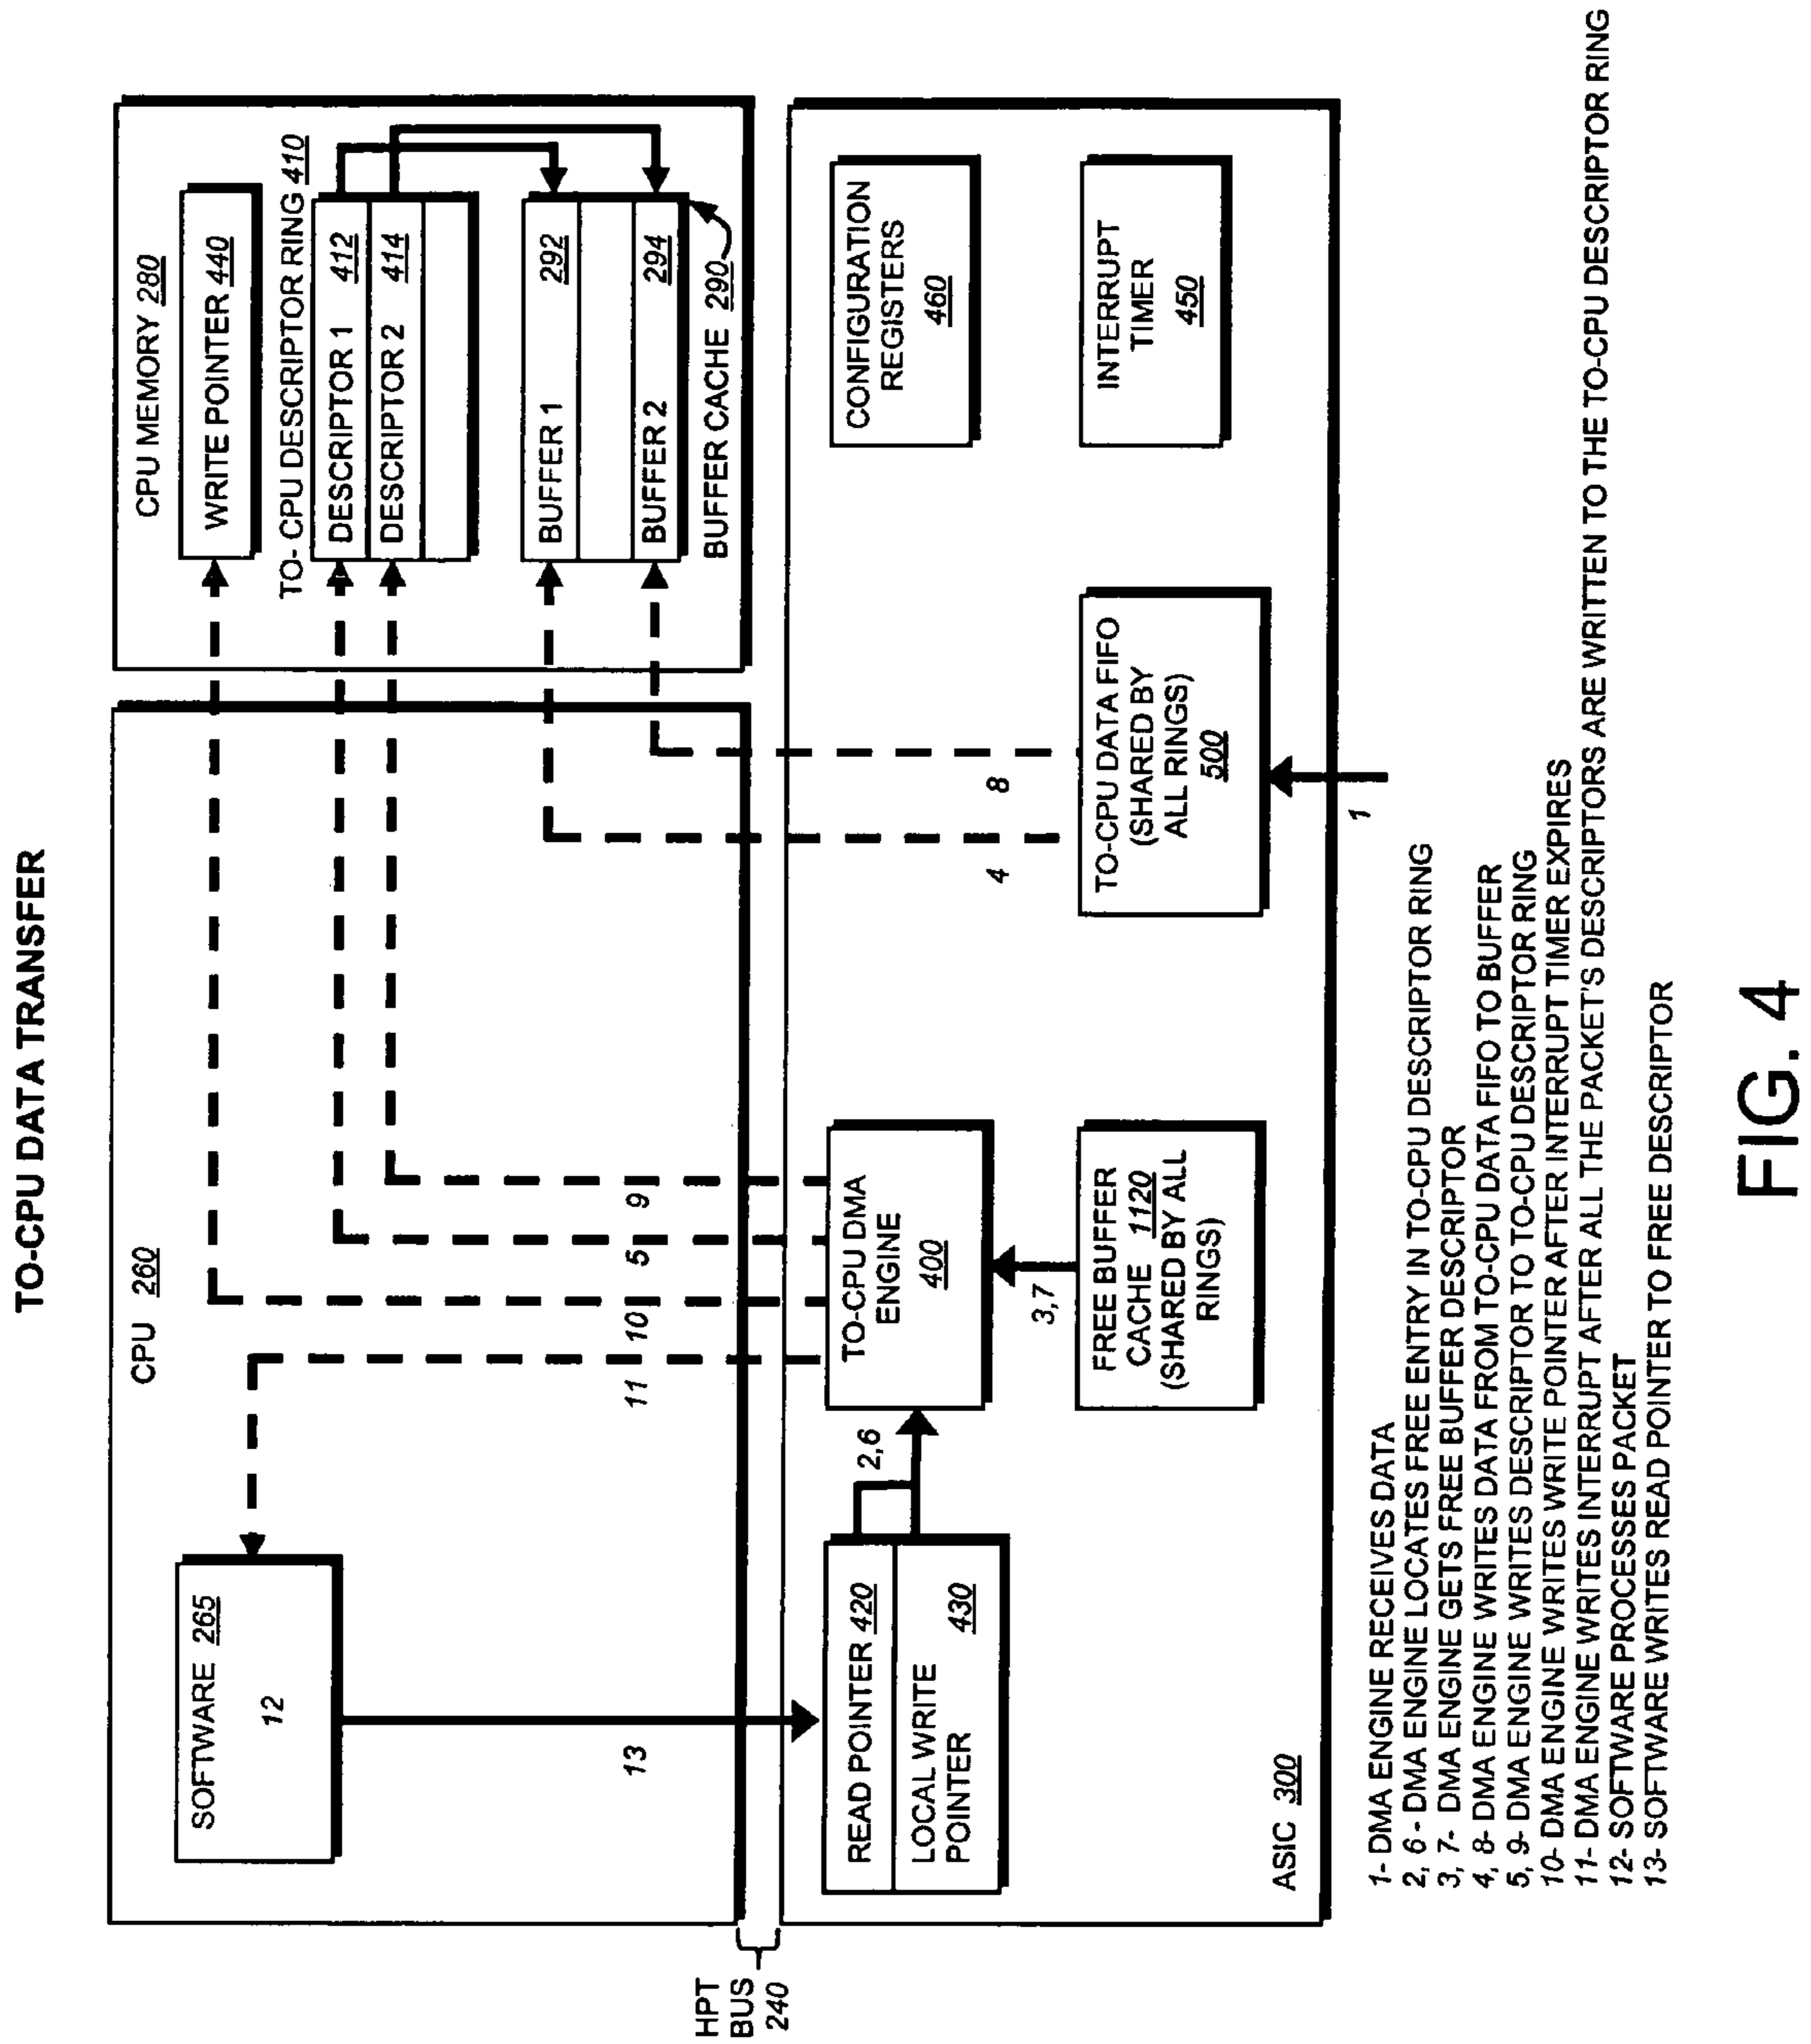 TO-CPU DATA TRANSFER
CPU 260
SOFTWARE 265
12
CPU MEMORY 280
WRITE POINTER 440
TO- CPU DESCRIPTOR RING 410
DESCRIPTOR 1 412
DESCRIPTOR 2 414
BUFFER 1 292
BUFFER 2 294
BUFFER CACHE 290
13
11
10
5
9
4
8
HPT
BUS
240
READ POINTER 420
LOCAL WRITE
POINTER
430
2,6
TO-CPU DMA
ENGINE
400
3,7
FREE BUFFER
CACHE 1120
(SHARED BY ALL
RINGS)
TO-CPU DATA FIFO
(SHARED BY
ALL RINGS)
500
1
CONFIGURATION
REGISTERS
460
INTERRUPT
TIMER
450
ASIC 300
1- DMA ENGINE RECEIVES DATA
2, 6 - DMA ENGINE LOCATES FREE ENTRY IN TO-CPU DESCRIPTOR RING
3, 7- DMA ENGINE GETS FREE BUFFER DESCRIPTOR
4, 8- DMA ENGINE WRITES DATA FROM TO-CPU DATA FIFO TO BUFFER
5, 9- DMA ENGINE WRITES DESCRIPTOR TO TO-CPU DESCRIPTOR RING
10- DMA ENGINE WRITES WRITE POINTER AFTER INTERRUPT TIMER EXPIRES
11- DMA ENGINE WRITES INTERRUPT AFTER ALL THE PACKET'S DESCRIPTORS ARE WRITTEN TO THE TO-CPU DESCRIPTOR RING
12- SOFTWARE PROCESSES PACKET
13- SOFTWARE WRITES READ POINTER TO FREE DESCRIPTOR
FIG. 4